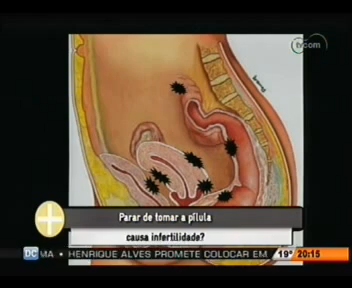 tvcom
Parar de tomar a pílula
causa infertilidade?
DC MA • HENRIQUE ALVES PROMETE COLOCAR EM 19° 20:15